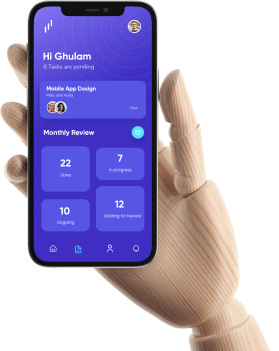 Hi Ghulam
6 Tasks are pending
Mobile App Design
Mike and Anita
Now
Monthly Review
22
Done
7
In progress
10
Ongoing
12
Waiting for Review